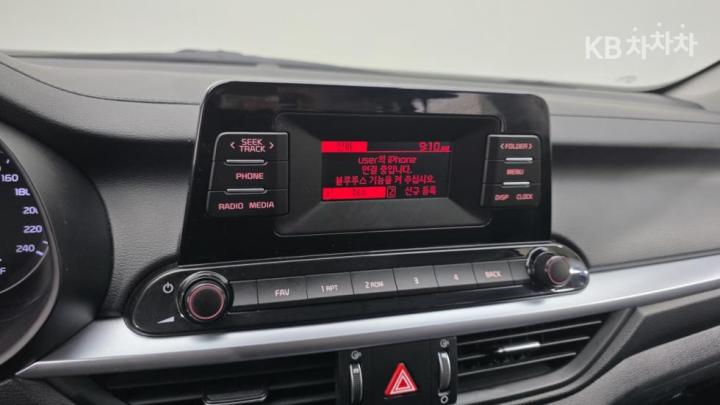 KB차차차
160
180
200
220
240
F
SEEK
TRACK
PHONE
RADIO MEDIA
9:10
user의 iPhone
연결 중입니다.
블루투스 기능을 켜 주십시오.
2 신규 등록
FOLDER
MENU
DISP CLOCK
FAV
1 RPT
2 RDM
3
4
BACK